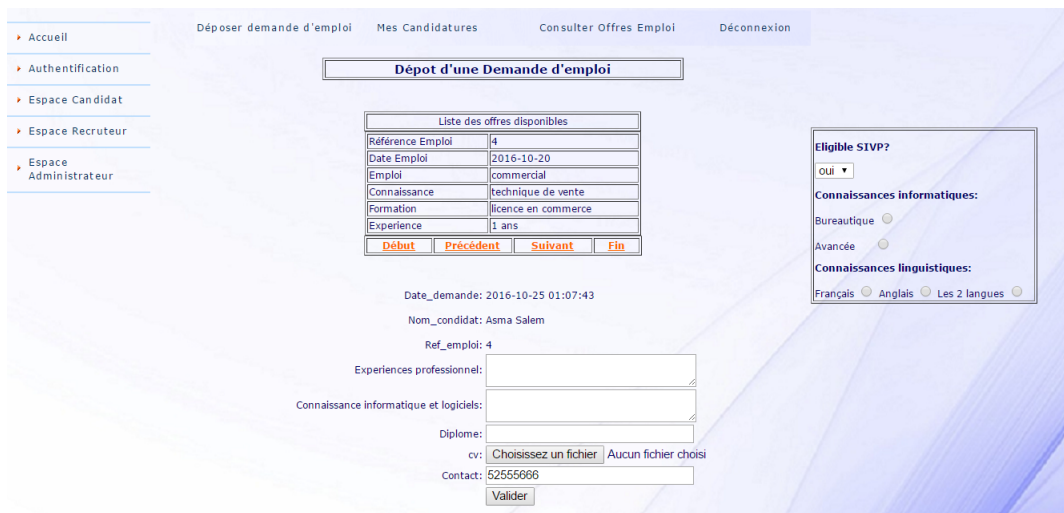 Déposer demande d'emploi Mes Candidatures Consulter Offres Emploi Déconnexion
Accueil
Authentification
Espace Candidat
Espace Recruteur
Espace
Administrateur
Dépot d'une Demande d'emploi
Liste des offres disponibles
Référence Emploi 4
Date Emploi 2016-10-20
Emploi commercial
Connaissance technique de vente
Formation licence en commerce
Experience 1 ans
Début Précédent Suivant Fin
Date_demande: 2016-10-25 01:07:43
Nom_condidat: Asma Salem
Ref_emploi: 4
Experiences professionnel:
Connaissance informatique et logiciels:
Diplome:
cv: Choisissez un fichier Aucun fichier choisi
Contact: 52555666
Valider
Eligible SIVP?
oui
Connaissances informatiques:
Bureautique
Avancée
Connaissances linguistiques:
Français Anglais Les 2 langues